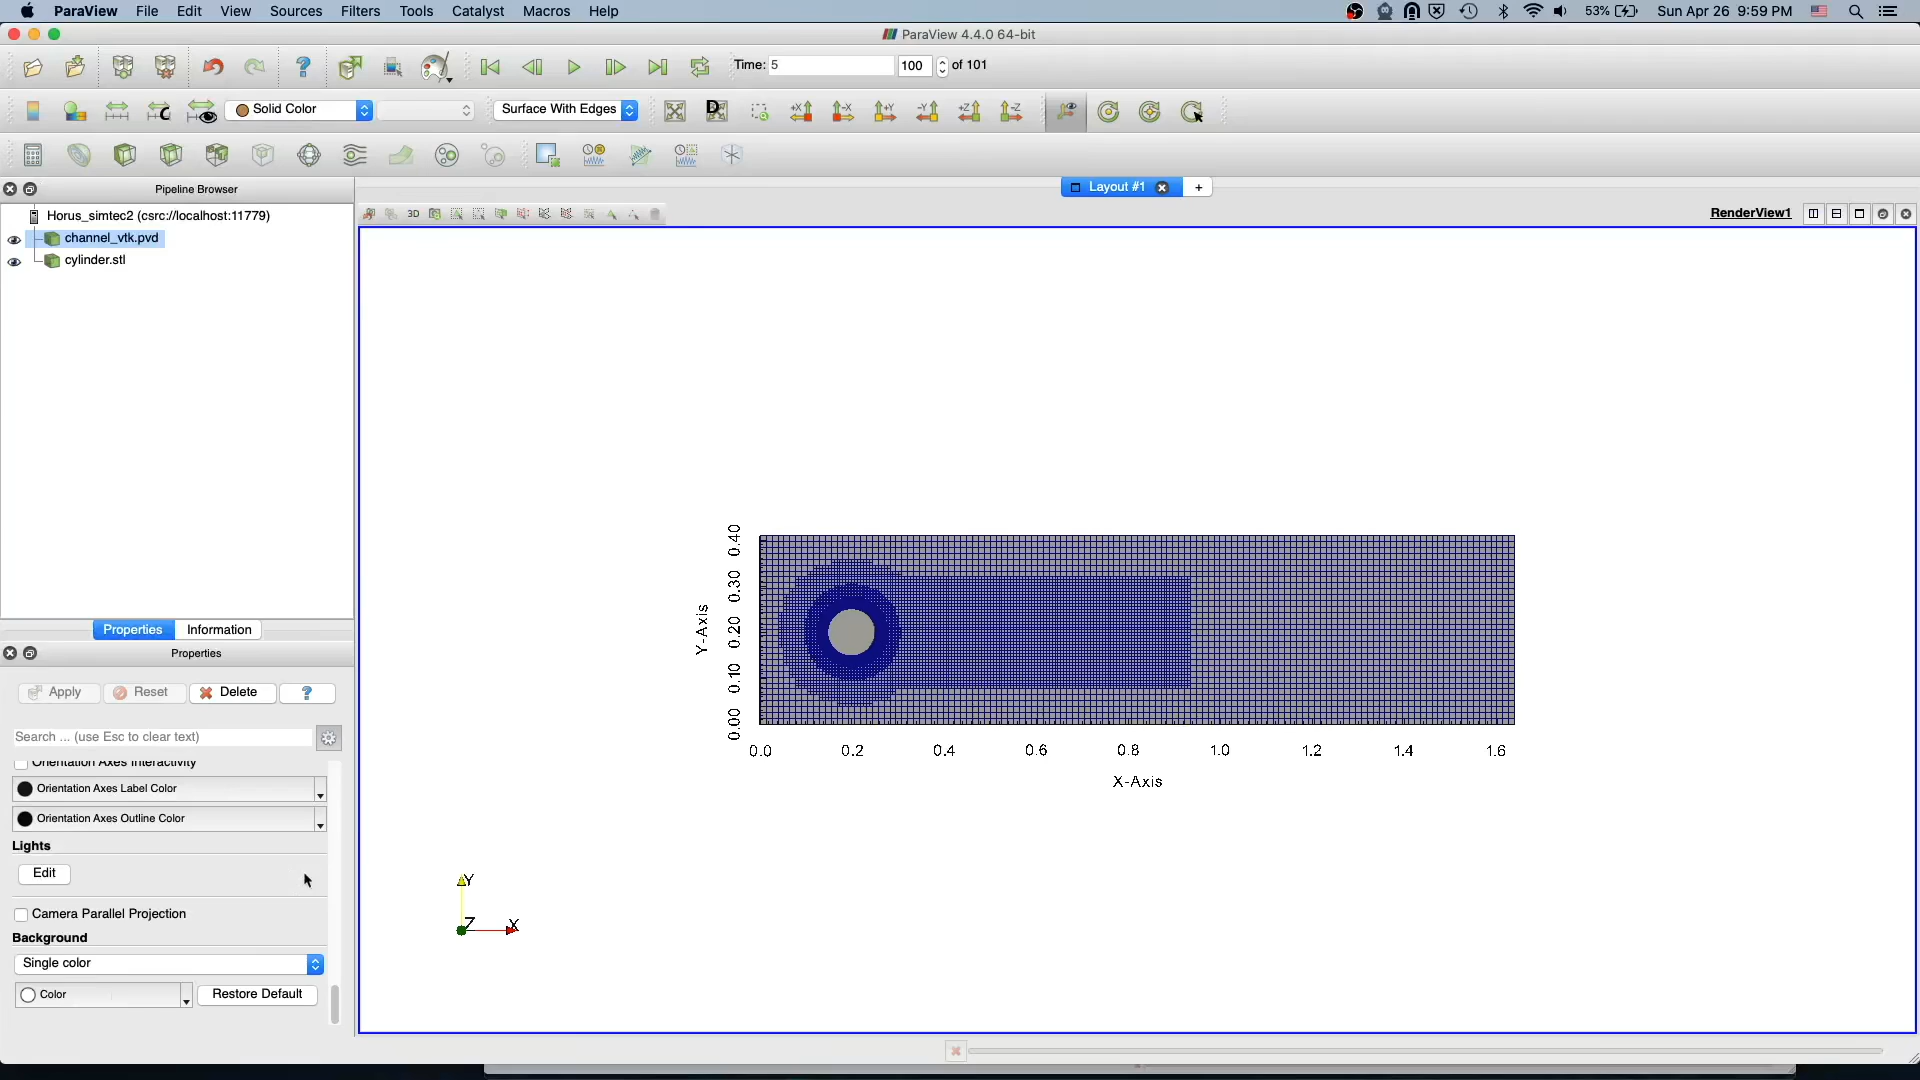 ParaView File Edit View Sources Filters Tools Catalyst Macros Help 53% Sun Apr 26 9:59 PM
ParaView 4.4.0 64-bit
Time: 5 100 of 101
Solid Color Surface With Edges
Pipeline Browser
Layout #1 +
Horus_simtec2 (csrc://localhost:11779)
3D RenderView1
channel_vtk.pvd
cylinder.stl
Properties Information
Properties
Apply Reset Delete ?
Search ... (use Esc to clear text)
Orientation Axes Interactivity
Orientation Axes Label Color
Orientation Axes Outline Color
Lights
Edit
Camera Parallel Projection
Background
Single color
Color Restore Default
Y-Axis
0.40
0.30
0.20
0.10
0.00
0.0 0.2 0.4 0.6 0.8 1.0 1.2 1.4 1.6
X-Axis
Y
Z X